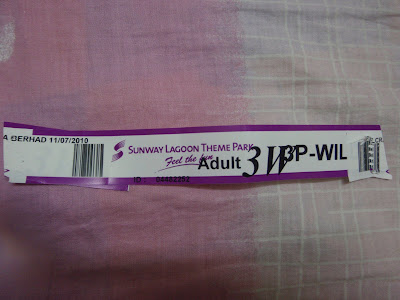 A BERHAD 11/07/2010
SUNWAY LAGOON THEME PARK
Feel the fun
Adult 3W 3P-WIL
ID :